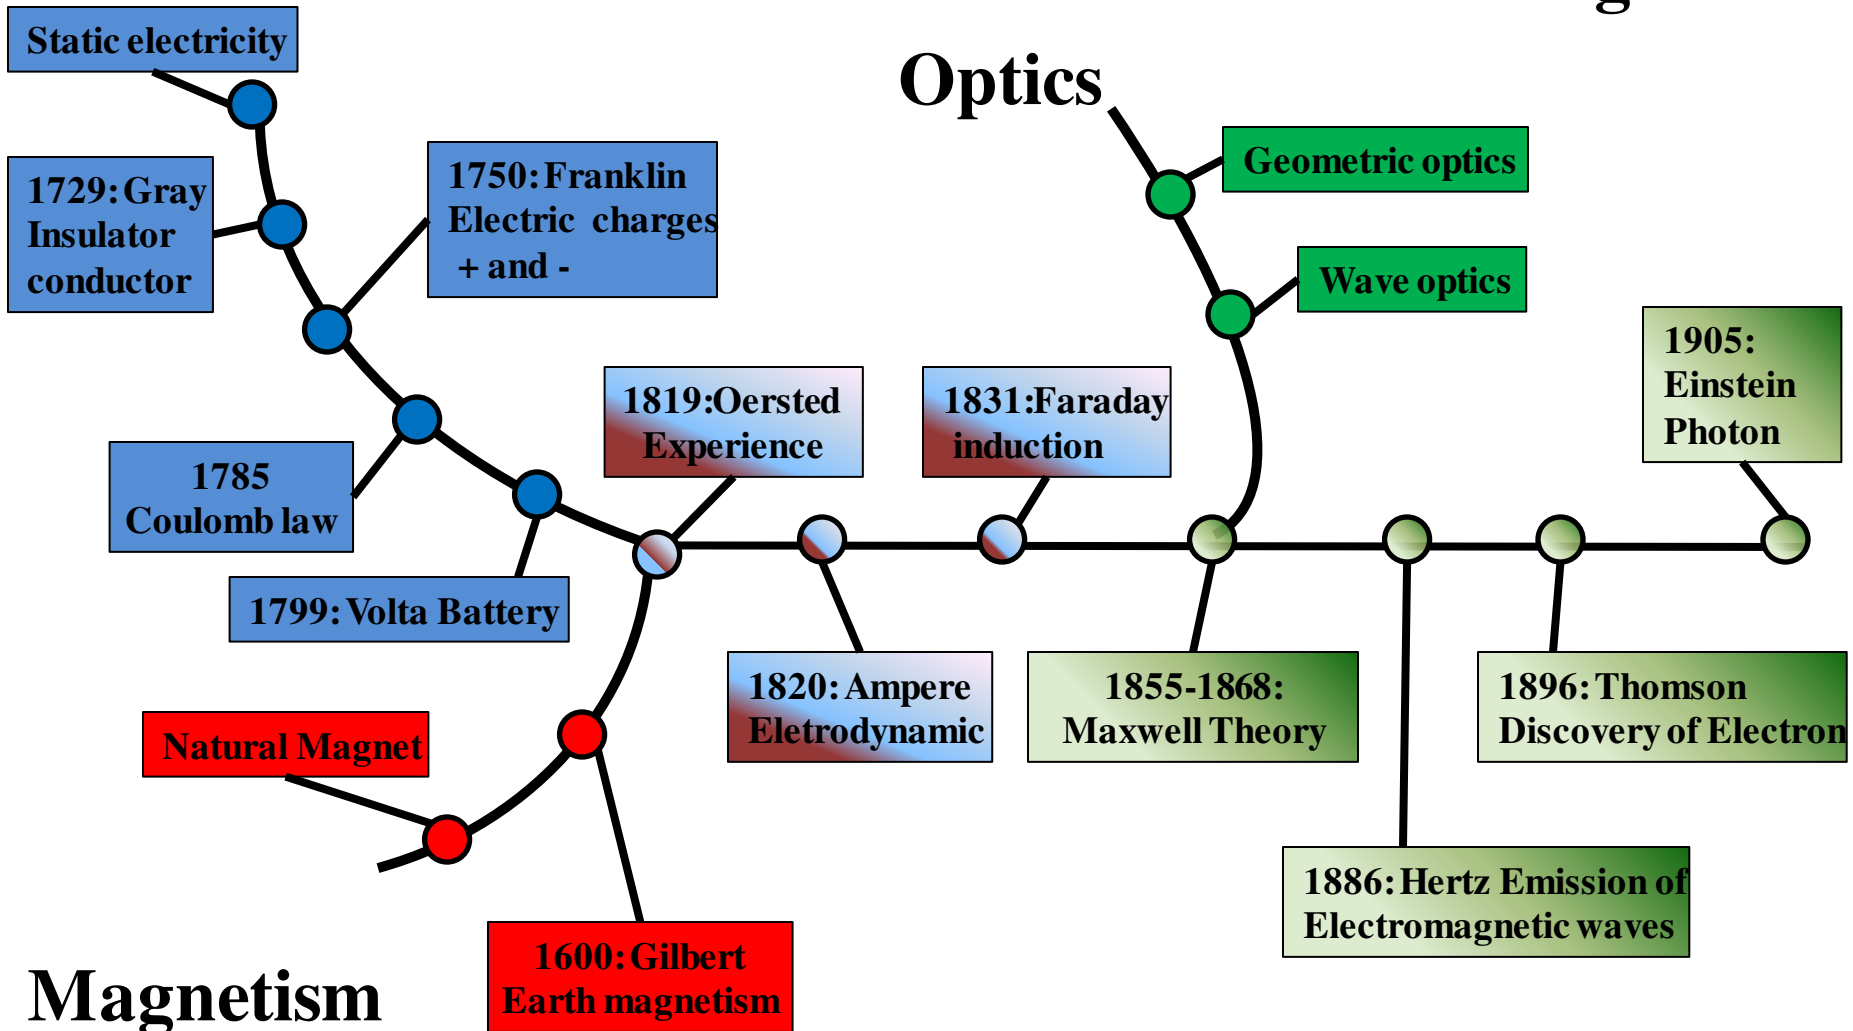 Static electricity
Optics
1729: Gray
Insulator
conductor
1750: Franklin
Electric charges
+ and -
Geometric optics
Wave optics
1905:
Einstein
Photon
1819:Oersted
Experience
1831:Faraday
induction
1785
Coulomb law
1799: Volta Battery
1820: Ampere
Eletrodynamic
1855-1868:
Maxwell Theory
1896: Thomson
Discovery of Electron
Natural Magnet
1886: Hertz Emission of
Electromagnetic waves
1600: Gilbert
Earth magnetism
Magnetism